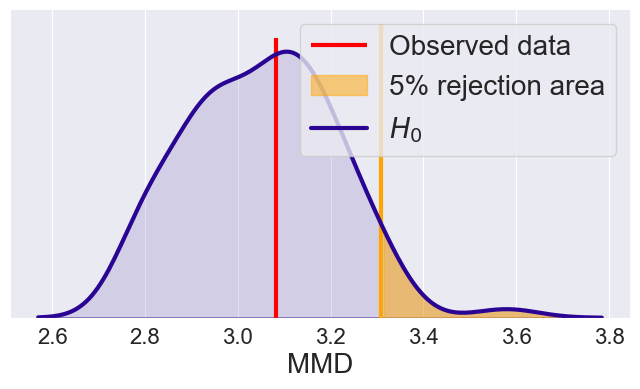 Observed data
5% rejection area
H₀
2.6 2.8 3.0 3.2 3.4 3.6 3.8
MMD